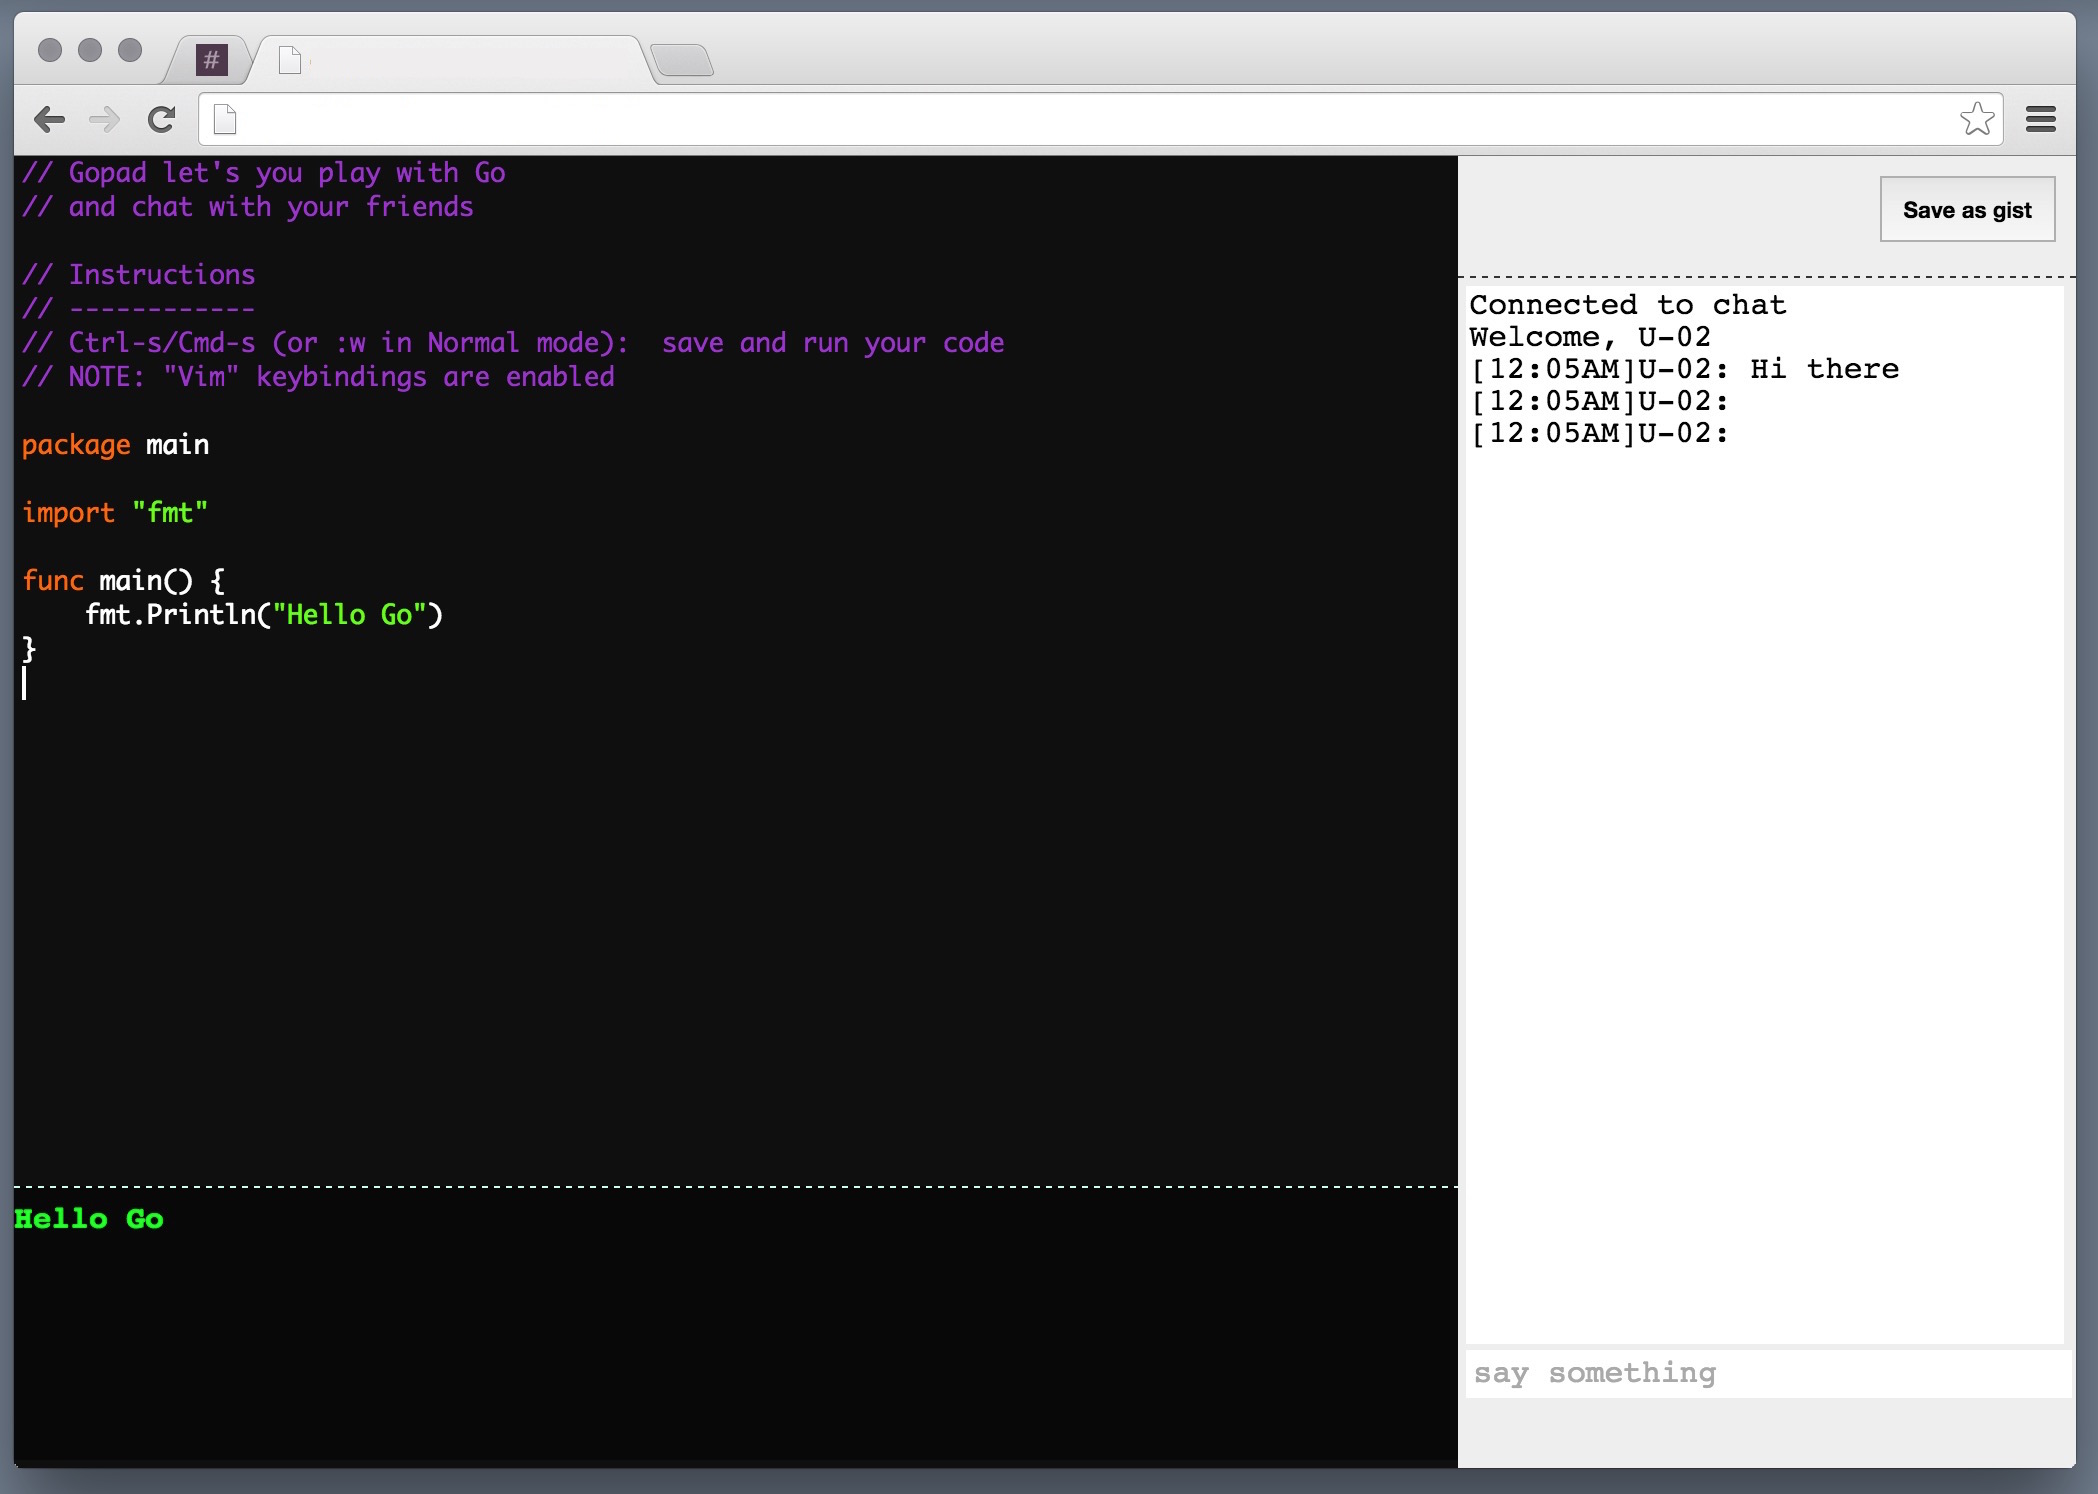 #
// Gopad let's you play with Go
// and chat with your friends
// Instructions
// ------------
// Ctrl-s/Cmd-s (or :w in Normal mode):  save and run your code
// NOTE: "Vim" keybindings are enabled
package main
import "fmt"
func main() {
    fmt.Println("Hello Go")
}
Hello Go
Save as gist
Connected to chat
Welcome, U-02
[12:05AM]U-02: Hi there
[12:05AM]U-02:
[12:05AM]U-02:
say something